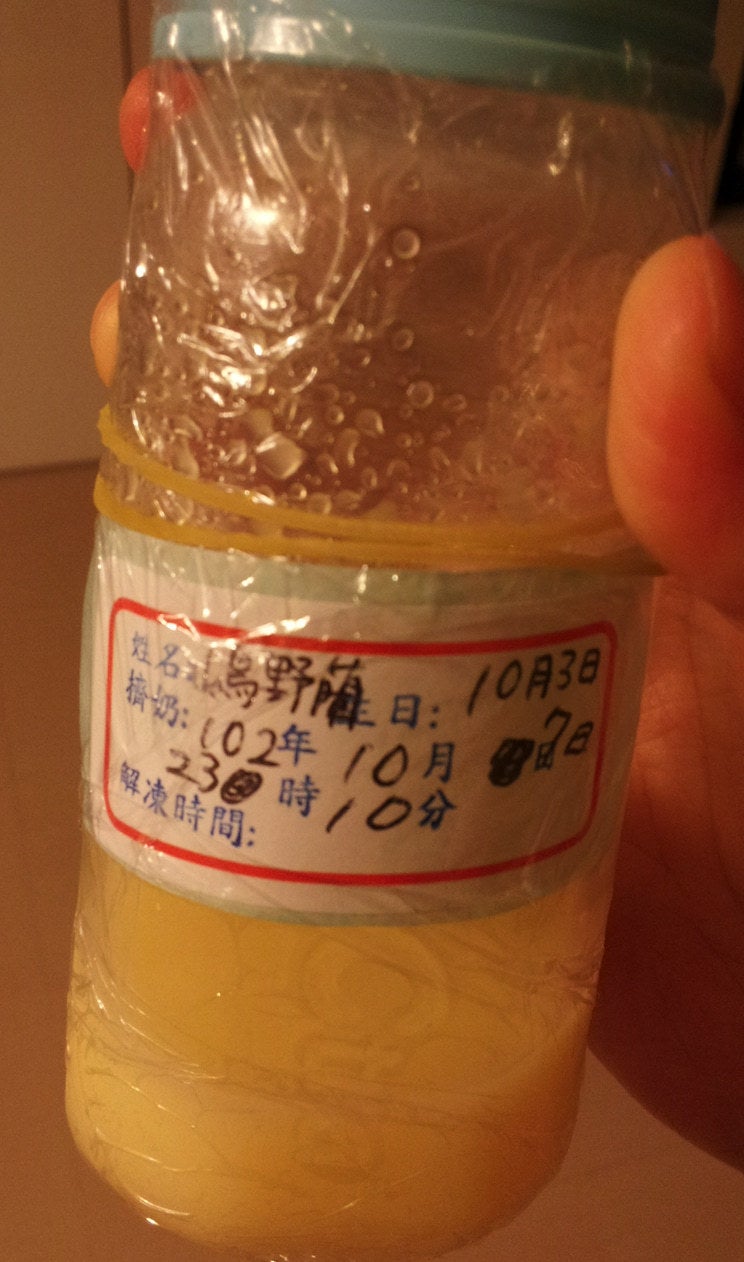 姓名: 野 生日: 10月3日
擠奶: 102年 10月 日 7日
23 時 10分
解凍時間: